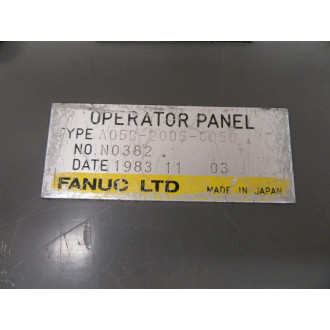 OPERATOR PANEL
TYPE A05B-2005-C050
NO. N0382
DATE 1983 11 03
FANUC LTD MADE IN JAPAN